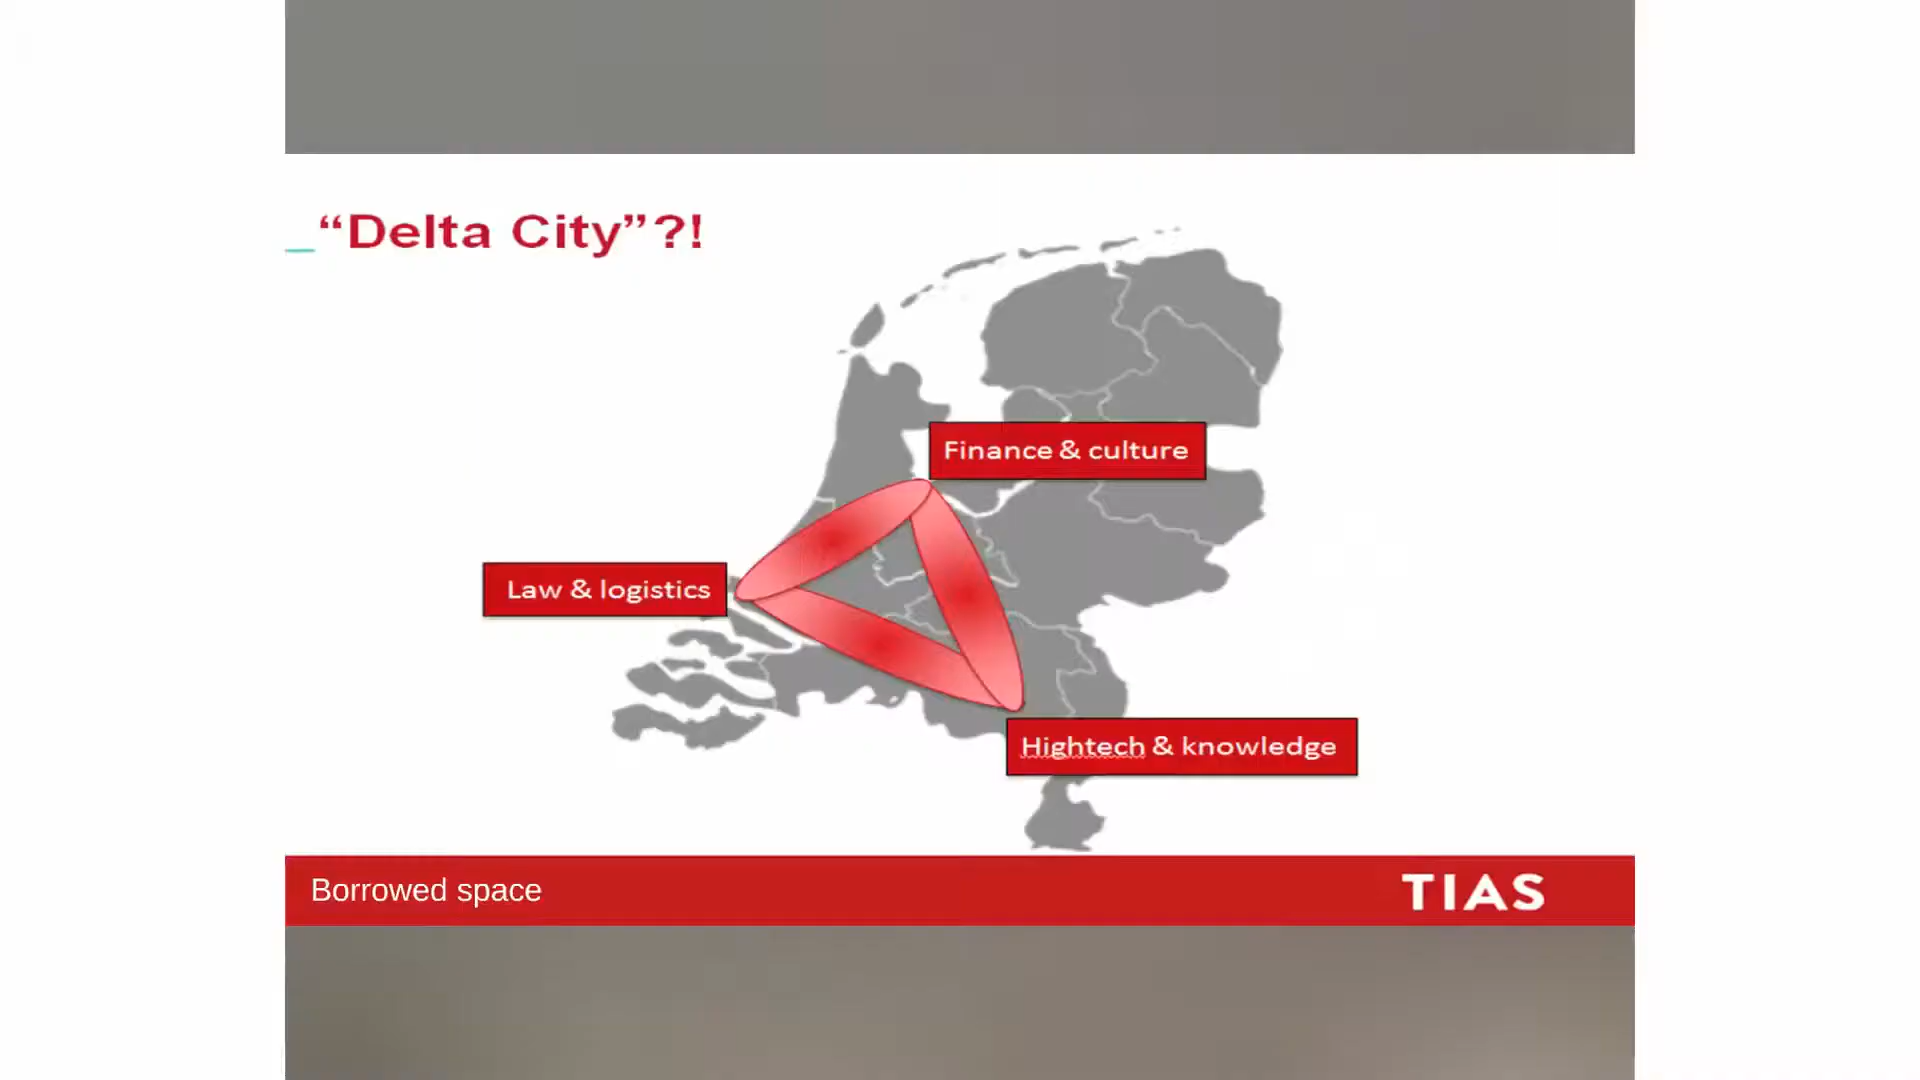 _“Delta City”?!
Finance & culture
Law & logistics
Hightech & knowledge
Borrowed space
TIAS